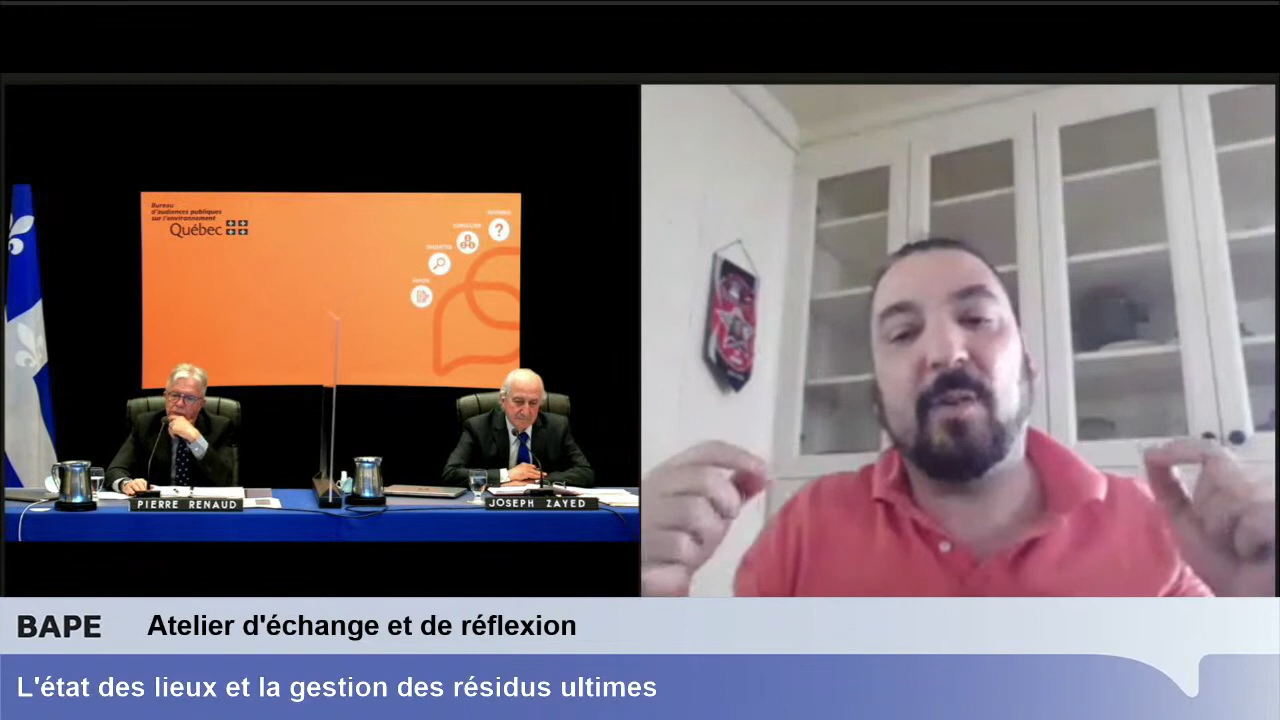 Bureau
d'audiences publiques
sur l'environnement
Québec
?
PIERRE RENAUD
JOSEPH ZAYED
BAPE
Atelier d'échange et de réflexion
L'état des lieux et la gestion des résidus ultimes